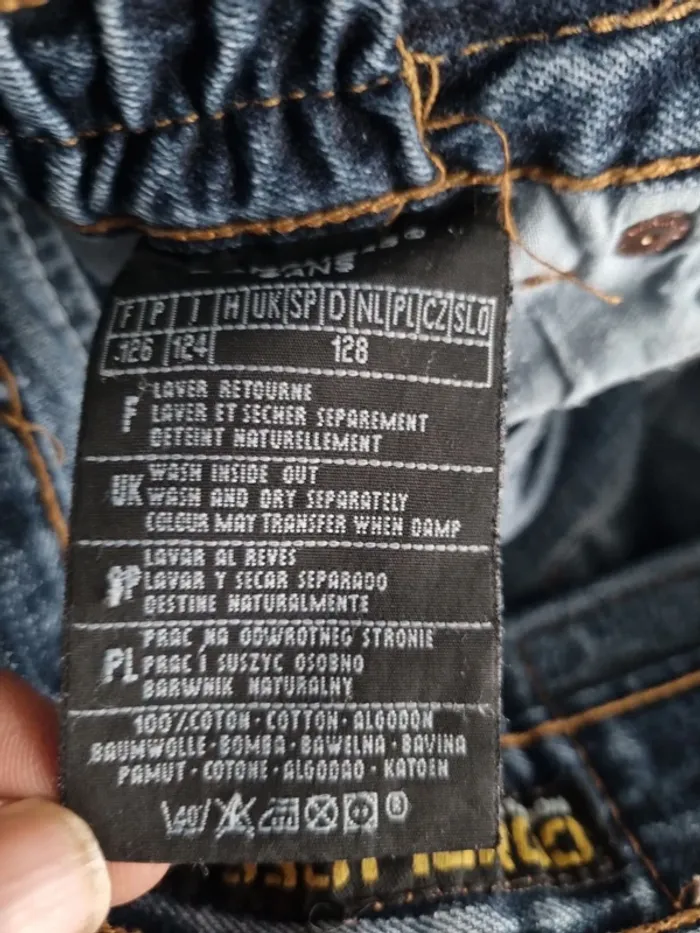 JEANS
F P I H UK SP D NL PL CZ SLO
126 124 128
F
LAVER RETOURNE
LAVER ET SECHER SEPAREMENT
DETEINT NATURELLEMENT
UK
WASH INSIDE OUT
WASH AND DRY SEPARATELY
COLOUR MAY TRANSFER WHEN DAMP
SP
LAVAR AL REVES
LAVAR Y SECAR SEPARADO
DESTINE NATURALMENTE
PL
PRAC NA ODWROTNEG STRONIE
PRAC I SUSZYC OSOBNO
BARWNIK NATURALNY
100%COTON·COTTON·ALGODON
BAUMWOLLE·BOMBA·BAWELNA·BAVINA
PAMUT·COTONE·ALGODAO·KATOEN
40 ®